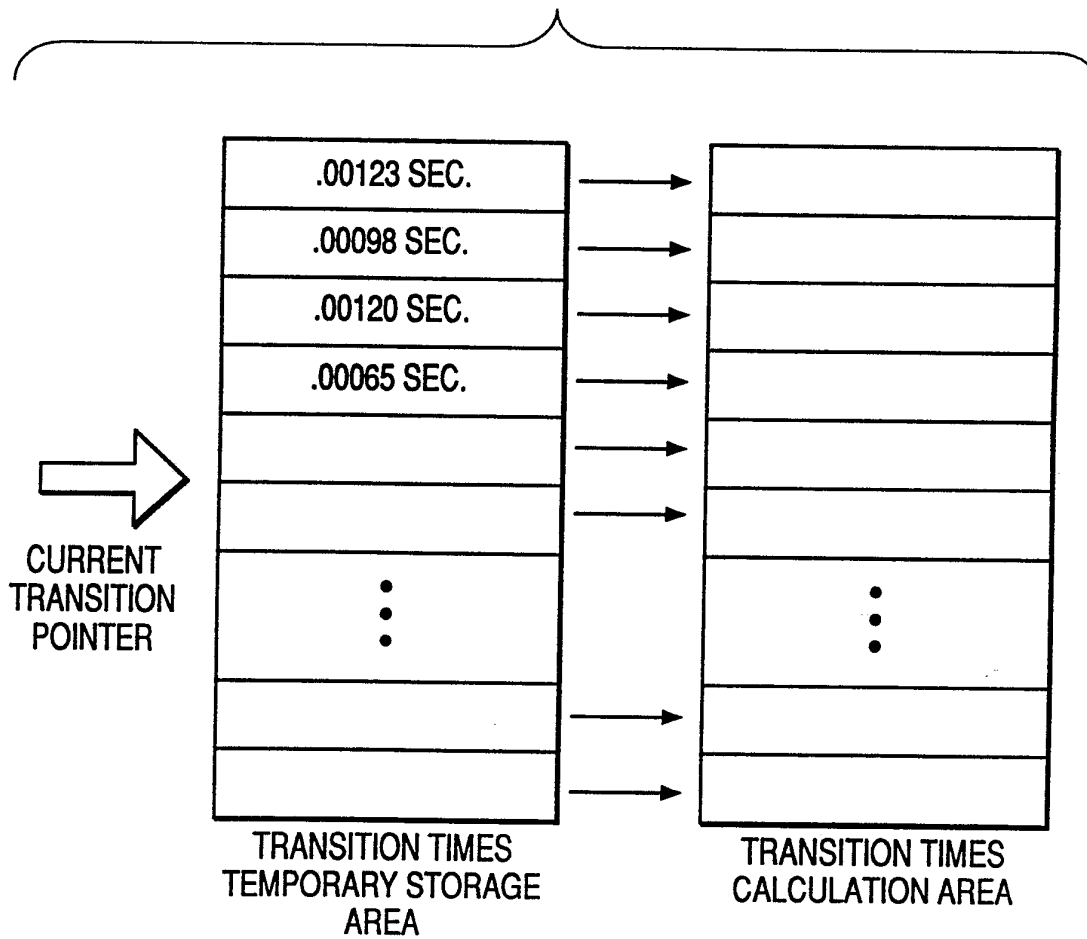 .00123 SEC.
.00098 SEC.
.00120 SEC.
.00065 SEC.
CURRENT
TRANSITION
POINTER
TRANSITION TIMES
TEMPORARY STORAGE
AREA
TRANSITION TIMES
CALCULATION AREA